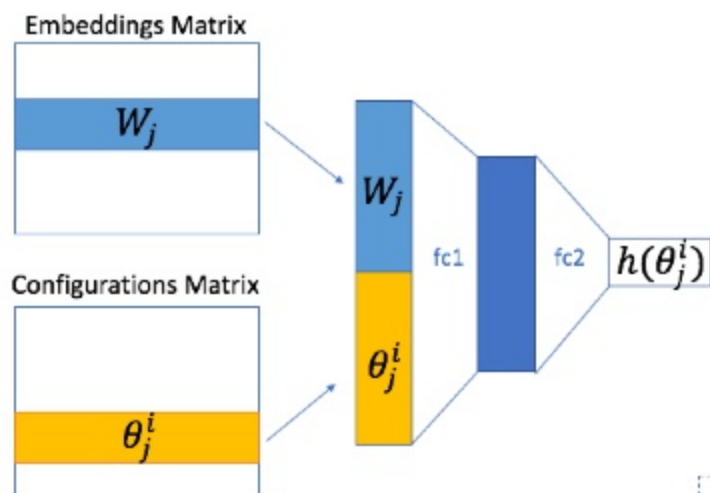 Embeddings Matrix
W_j
Configurations Matrix
θ_j^i
W_j
θ_j^i
fc1
fc2
h(θ_j^i)